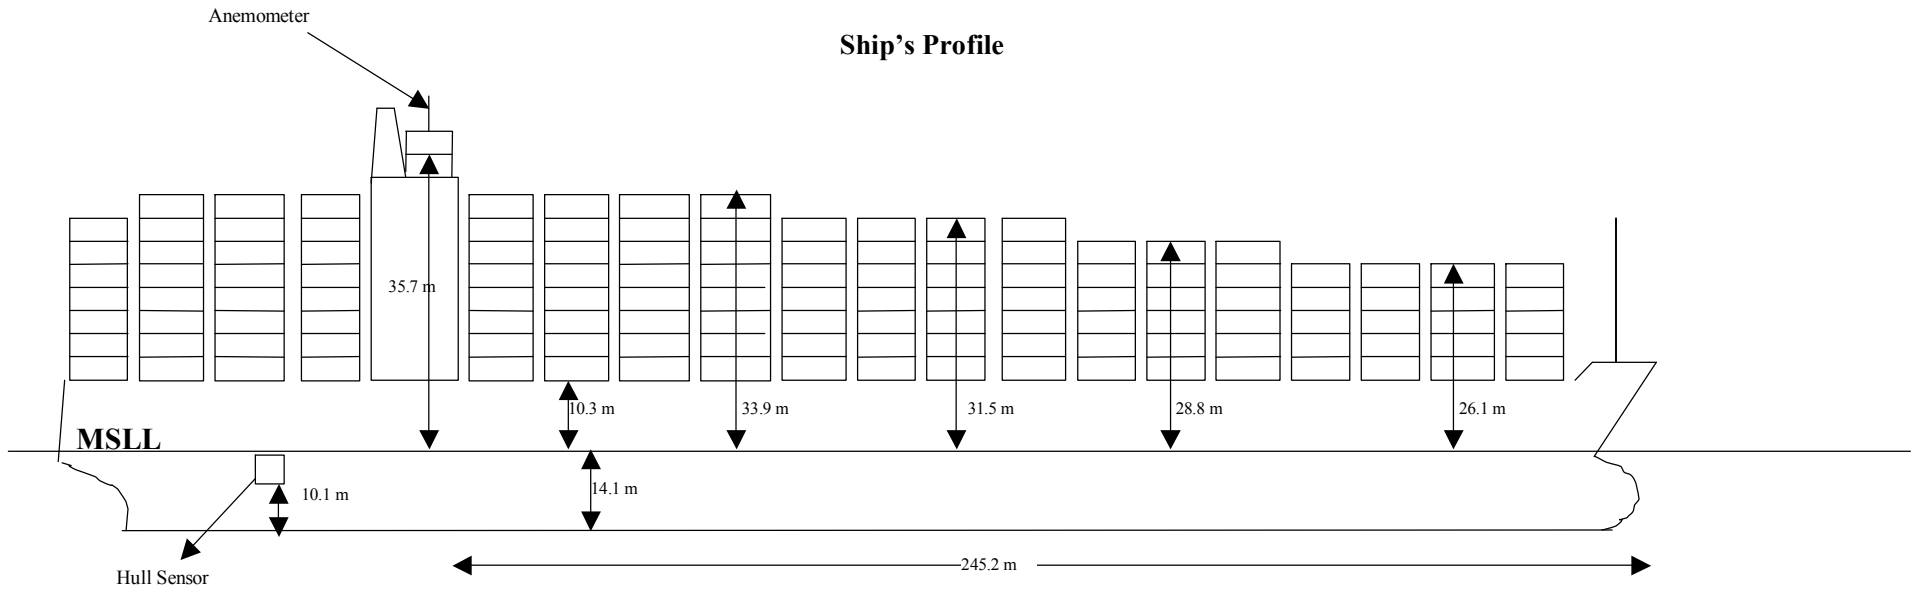 Anemometer
Ship's Profile
35.7 m
10.3 m
33.9 m
31.5 m
28.8 m
26.1 m
MSLL
10.1 m
14.1 m
245.2 m
Hull Sensor